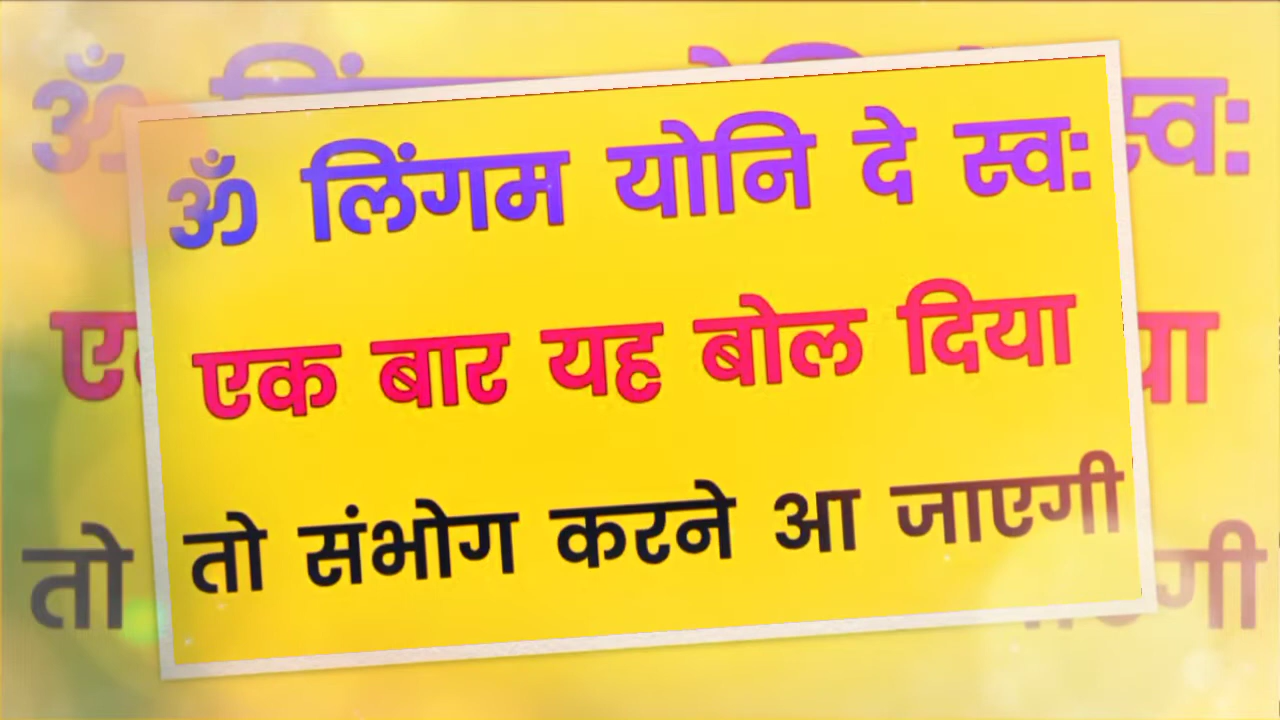 ॐ लिंगम योनि दे स्व:
एक बार यह बोल दिया
तो संभोग करने आ जाएगी